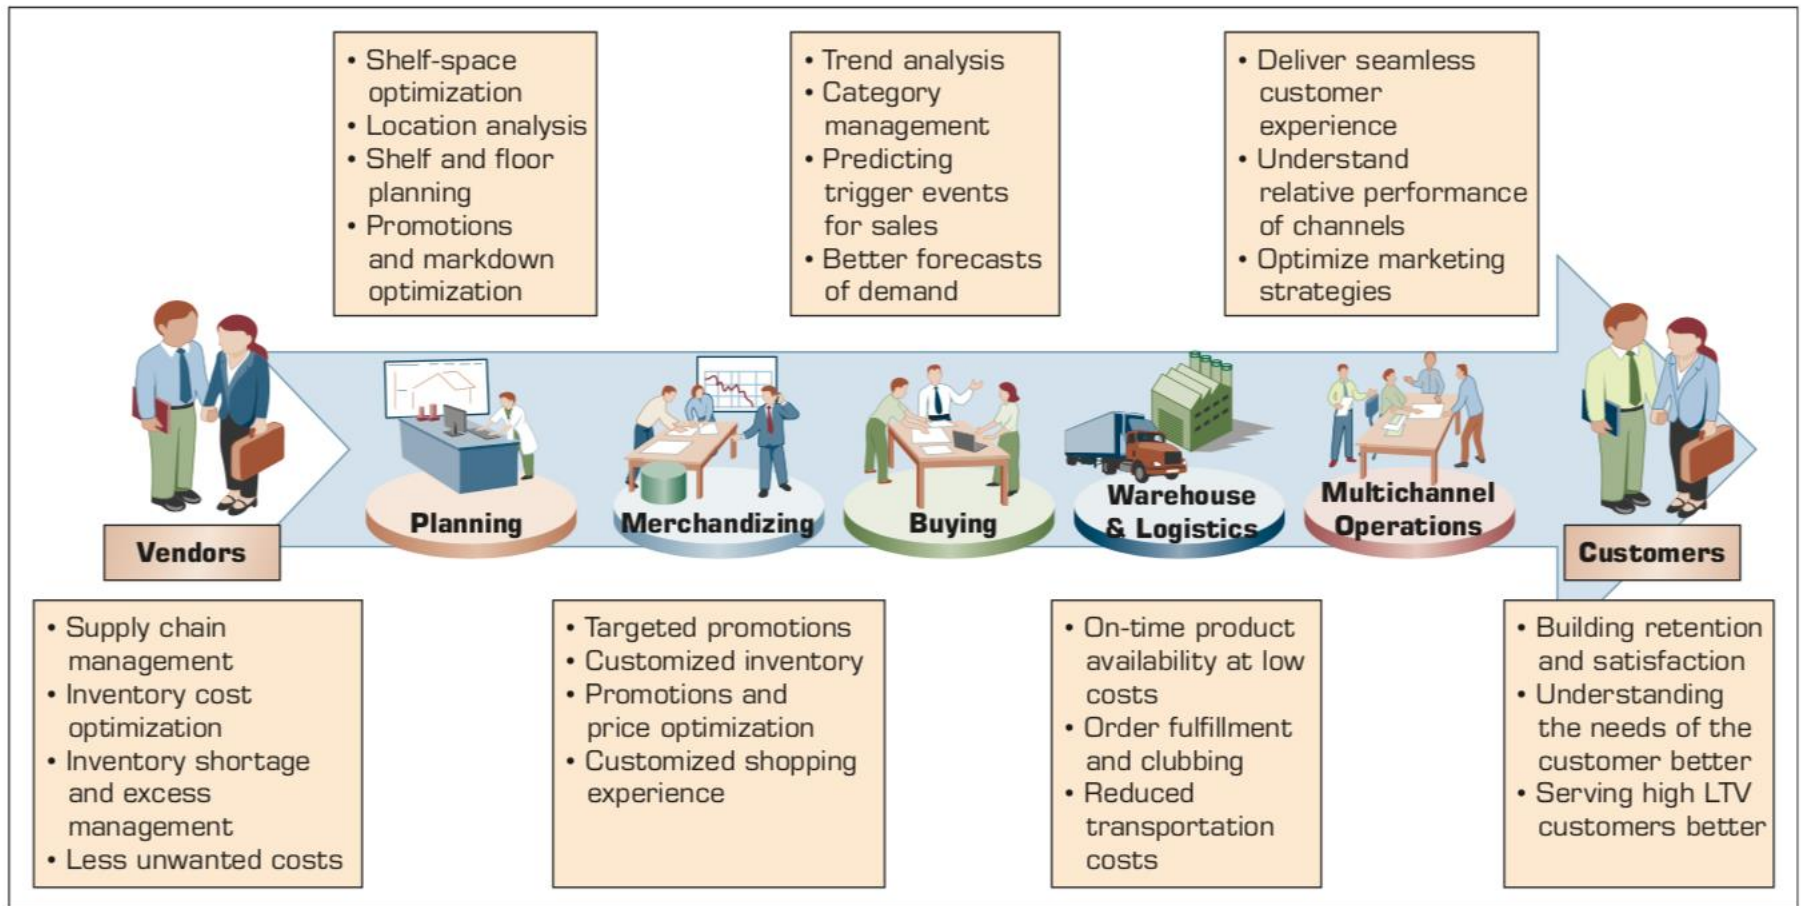 • Shelf-space
optimization
• Location analysis
• Shelf and floor
planning
• Promotions
and markdown
optimization
• Trend analysis
• Category
management
• Predicting
trigger events
for sales
• Better forecasts
of demand
• Deliver seamless
customer
experience
• Understand
relative performance
of channels
• Optimize marketing
strategies
Vendors
Planning
Merchandizing
Buying
Warehouse
& Logistics
Multichannel
Operations
Customers
• Supply chain
management
• Inventory cost
optimization
• Inventory shortage
and excess
management
• Less unwanted costs
• Targeted promotions
• Customized inventory
• Promotions and
price optimization
• Customized shopping
experience
• On-time product
availability at low
costs
• Order fulfillment
and clubbing
• Reduced
transportation
costs
• Building retention
and satisfaction
• Understanding
the needs of the
customer better
• Serving high LTV
customers better